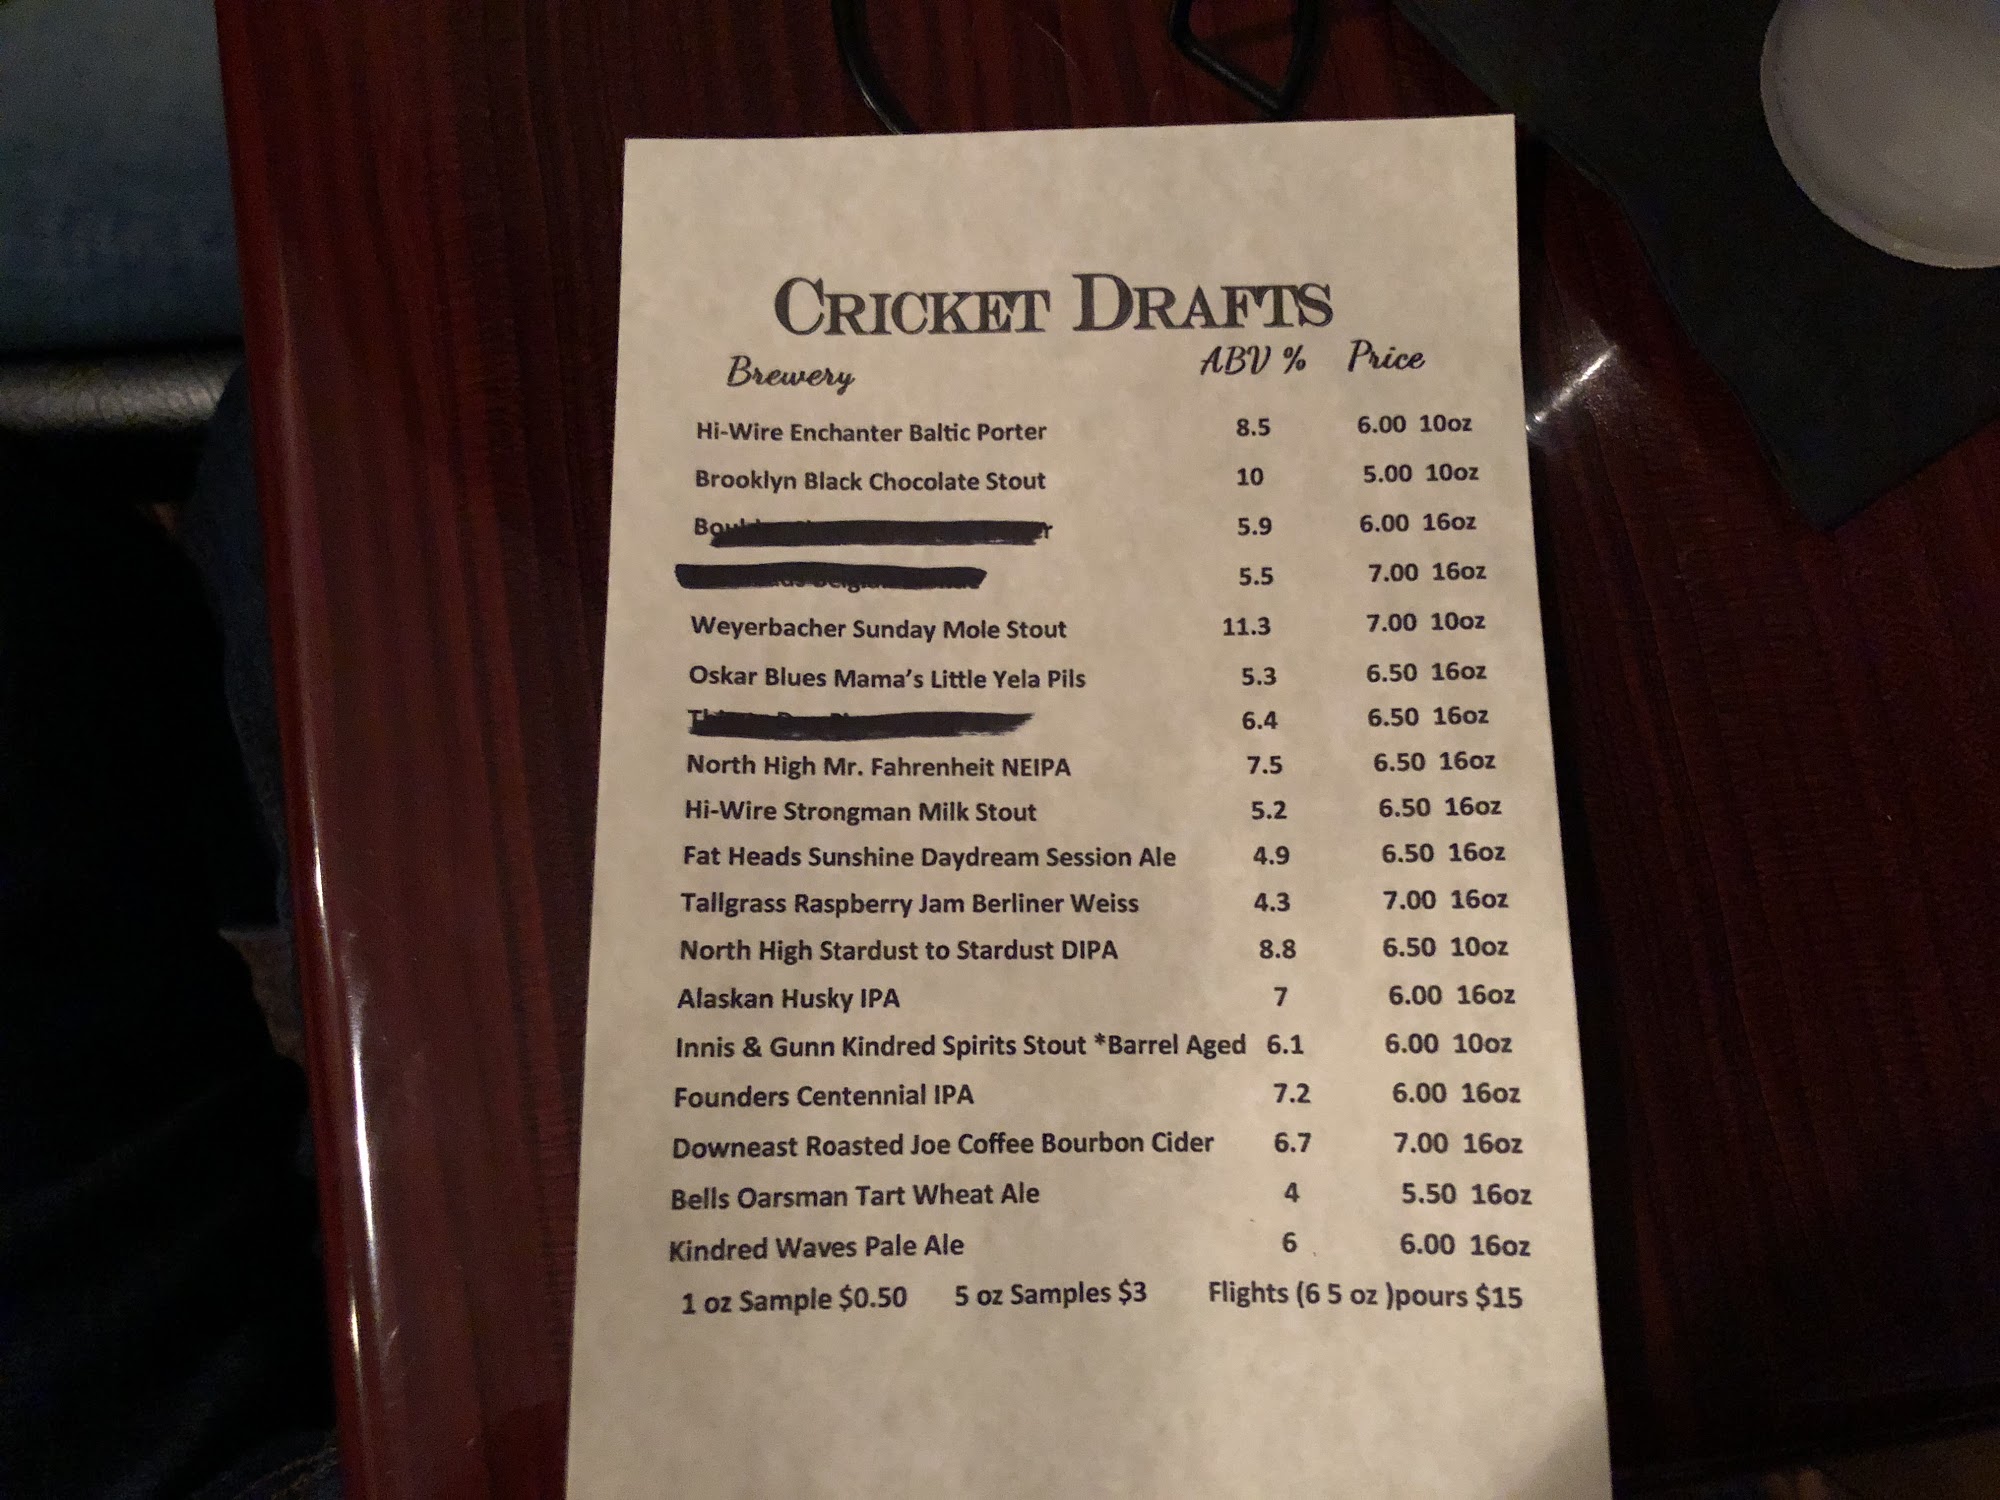 CRICKET DRAFTS
Brewery ABV % Price
Hi-Wire Enchanter Baltic Porter 8.5 6.00 10oz
Brooklyn Black Chocolate Stout 10 5.00 10oz
5.9 6.00 16oz
5.5 7.00 16oz
Weyerbacher Sunday Mole Stout 11.3 7.00 10oz
Oskar Blues Mama's Little Yela Pils 5.3 6.50 16oz
6.4 6.50 16oz
North High Mr. Fahrenheit NEIPA 7.5 6.50 16oz
Hi-Wire Strongman Milk Stout 5.2 6.50 16oz
Fat Heads Sunshine Daydream Session Ale 4.9 6.50 16oz
Tallgrass Raspberry Jam Berliner Weiss 4.3 7.00 16oz
North High Stardust to Stardust DIPA 8.8 6.50 10oz
Alaskan Husky IPA 7 6.00 16oz
Innis & Gunn Kindred Spirits Stout *Barrel Aged 6.1 6.00 10oz
Founders Centennial IPA 7.2 6.00 16oz
Downeast Roasted Joe Coffee Bourbon Cider 6.7 7.00 16oz
Bells Oarsman Tart Wheat Ale 4 5.50 16oz
Kindred Waves Pale Ale 6 6.00 16oz
1 oz Sample $0.50 5 oz Samples $3 Flights (6 5 oz )pours $15